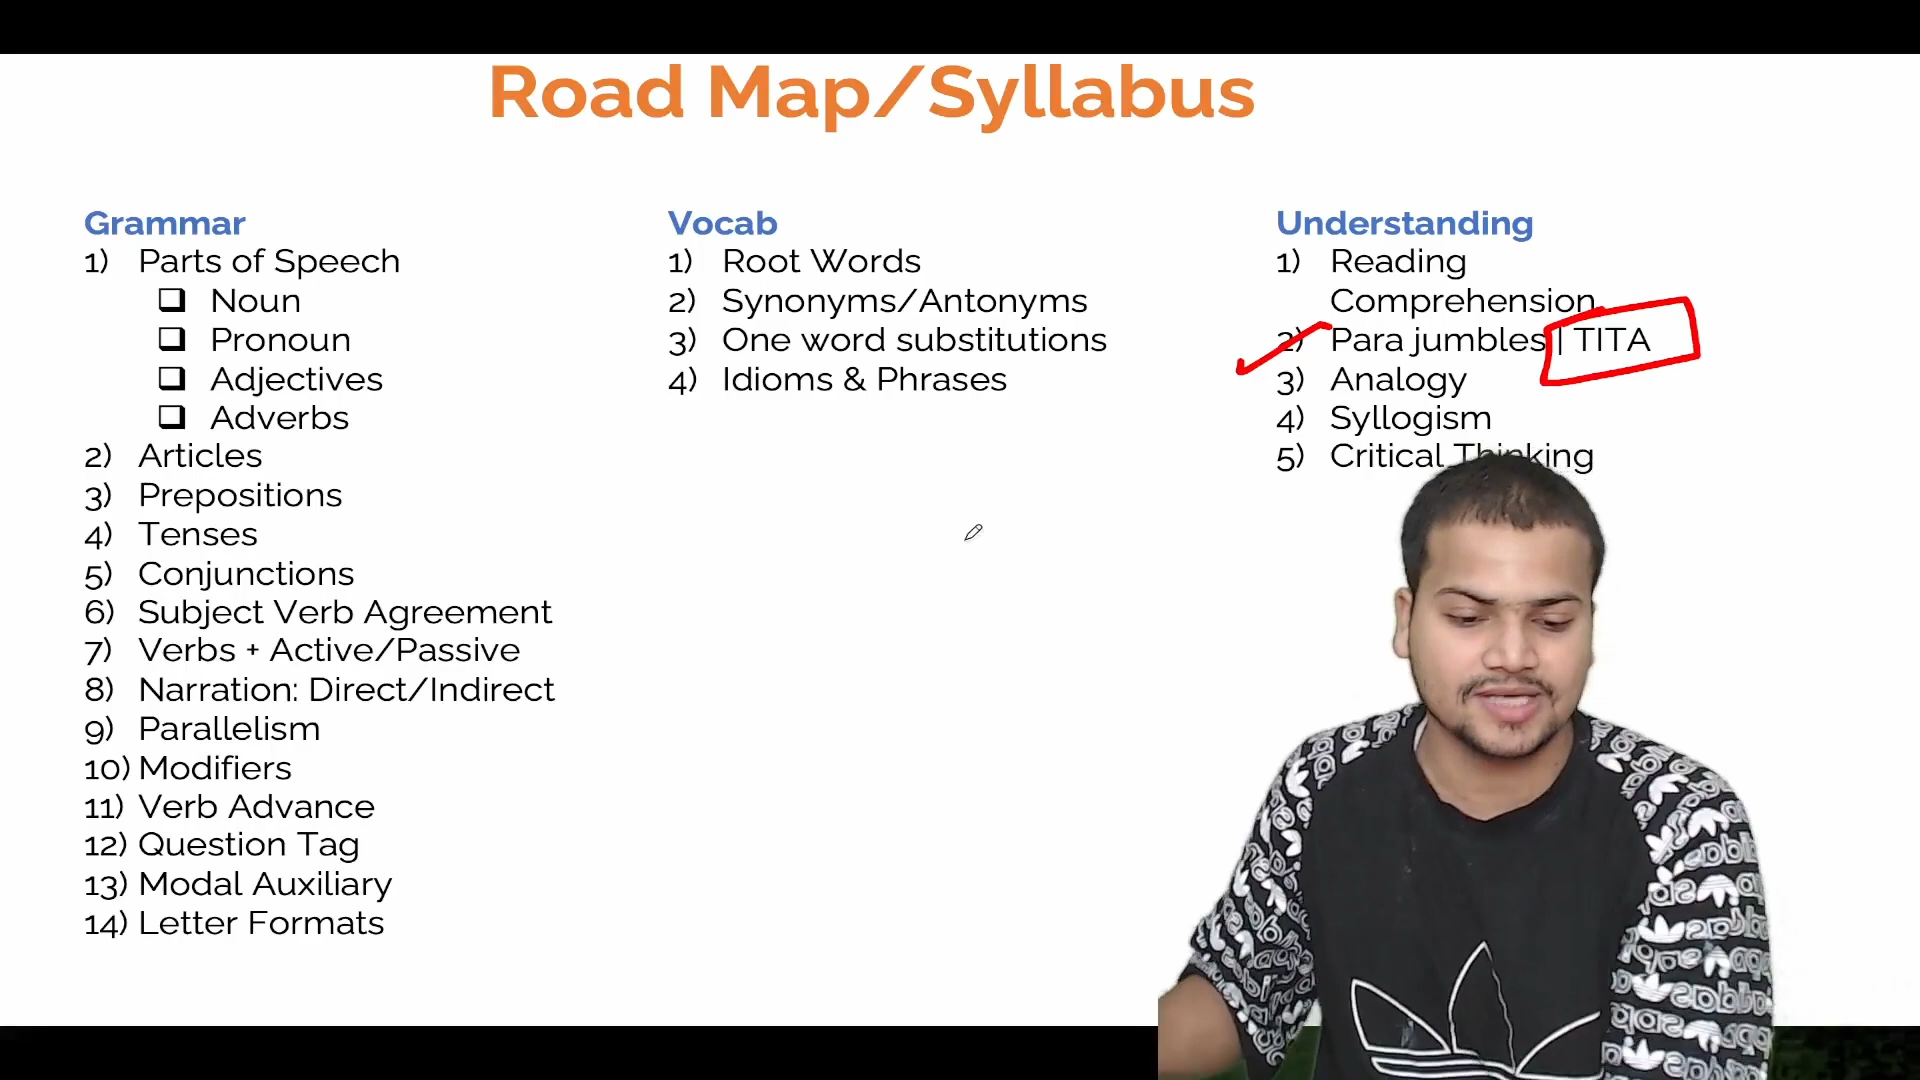 Road Map/Syllabus
Grammar
1) Parts of Speech
❑ Noun
❑ Pronoun
❑ Adjectives
❑ Adverbs
2) Articles
3) Prepositions
4) Tenses
5) Conjunctions
6) Subject Verb Agreement
7) Verbs + Active/Passive
8) Narration: Direct/Indirect
9) Parallelism
10) Modifiers
11) Verb Advance
12) Question Tag
13) Modal Auxiliary
14) Letter Formats
Vocab
1) Root Words
2) Synonyms/Antonyms
3) One word substitutions
4) Idioms & Phrases
Understanding
1) Reading
Comprehension
2) Para jumbles | TITA
3) Analogy
4) Syllogism
5) Critical Thinking